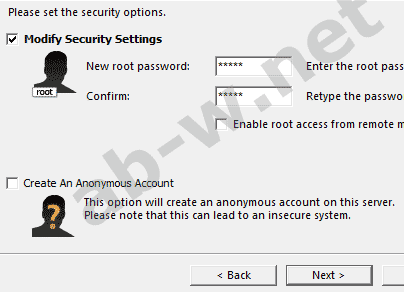 Please set the security options.
Modify Security Settings
root
New root password: ***** Enter the root pass
Confirm: ***** Retype the passwo
Enable root access from remote m
Create An Anonymous Account
?
This option will create an anonymous account on this server.
Please note that this can lead to an insecure system.
< Back Next >
ab-w.net